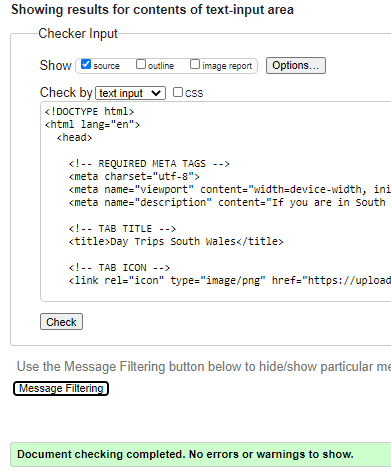 Showing results for contents of text-input area
Checker Input
Show source outline image report Options...
Check by text input css
<!DOCTYPE html>
<html lang="en">
<head>
<!-- REQUIRED META TAGS -->
<meta charset="utf-8">
<meta name="viewport" content="width=device-width, ini
<meta name="description" content="If you are in South
<!-- TAB TITLE -->
<title>Day Trips South Wales</title>
<!-- TAB ICON -->
<link rel="icon" type="image/png" href="https://upload
Check
Use the Message Filtering button below to hide/show particular me
Message Filtering
Document checking completed. No errors or warnings to show.